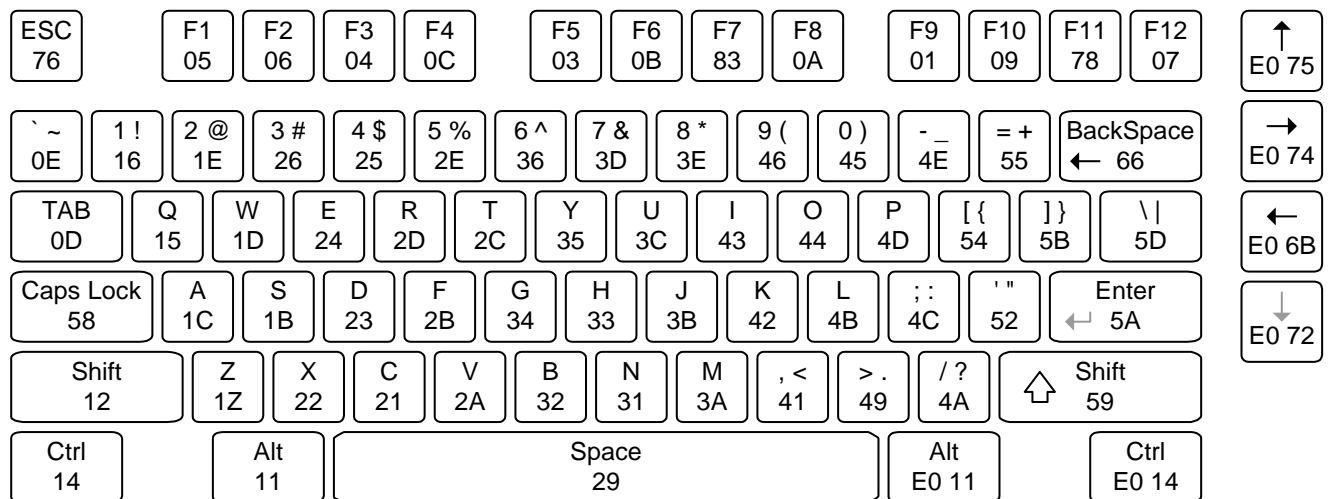 ESC F1 F2 F3 F4 F5 F6 F7 F8 F9 F10 F11 F12 ↑
76 05 06 04 0C 03 0B 83 0A 01 09 78 07 E0 75
` ~ 1 ! 2 @ 3 # 4 $ 5 % 6 ^ 7 & 8 * 9 ( 0 ) - _ = + BackSpace →
0E 16 1E 26 25 2E 36 3D 3E 46 45 4E 55 ← 66 E0 74
TAB Q W E R T Y U I O P [ { ] } \ | ←
0D 15 1D 24 2D 2C 35 3C 43 44 4D 54 5B 5D E0 6B
Caps Lock A S D F G H J K L ; : ' " Enter ↓
58 1C 1B 23 2B 34 33 3B 42 4B 4C 52 ↵ 5A E0 72
Shift Z X C V B N M , < > . / ? Shift
12 1Z 22 21 2A 32 31 3A 41 49 4A ⇧ 59
Ctrl Alt Space Alt Ctrl
14 11 29 E0 11 E0 14